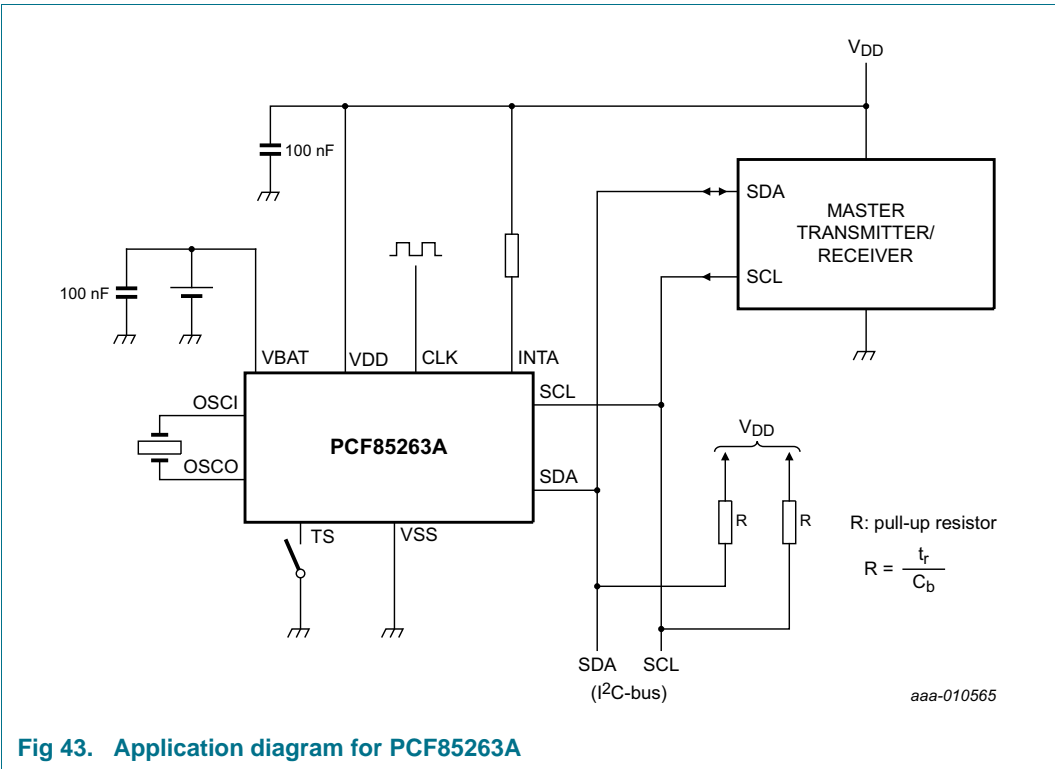 VDD
100 nF
SDA
MASTER
TRANSMITTER/
RECEIVER
SCL
100 nF
VBAT
VDD
CLK
INTA
OSCI
SCL
PCF85263A
OSCO
SDA
VDD
TS
VSS
R
R
R: pull-up resistor
R = tr
Cb
SDA
SCL
(I2C-bus)
aaa-010565
Fig 43. Application diagram for PCF85263A